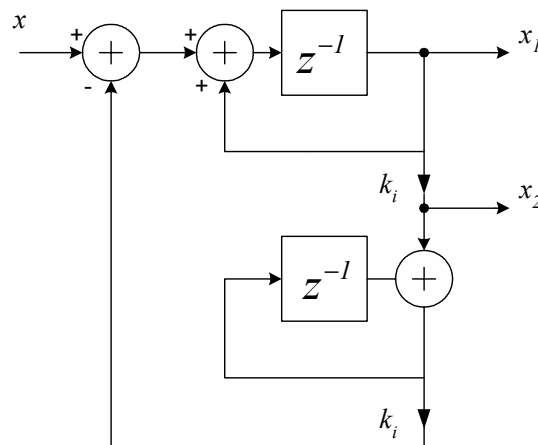 x + + z⁻¹ x₁
- +
kᵢ x₂
z⁻¹
kᵢ